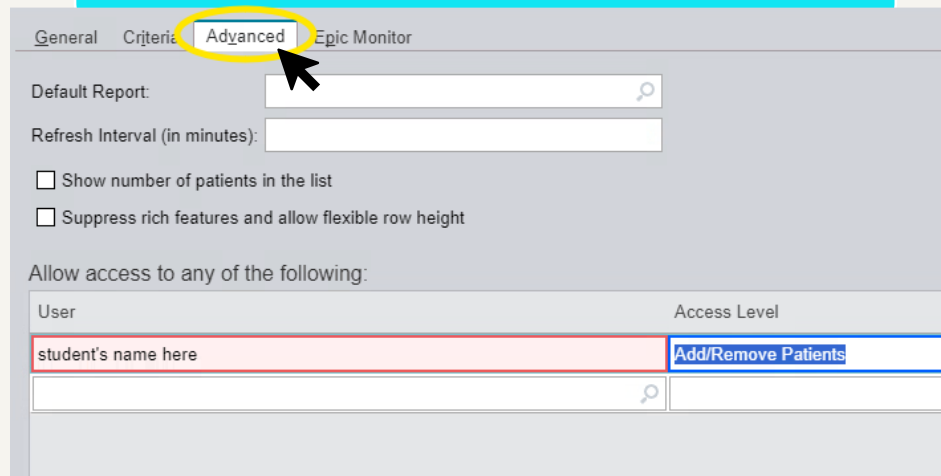 General Criteria Advanced Epic Monitor
Default Report:
Refresh Interval (in minutes):
Show number of patients in the list
Suppress rich features and allow flexible row height
Allow access to any of the following:
User Access Level
student's name here Add/Remove Patients